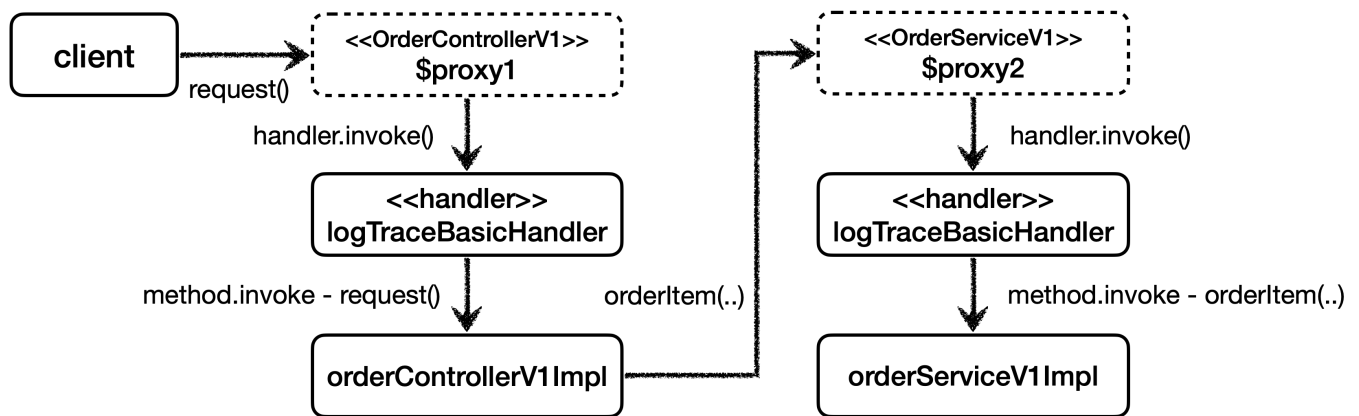 client
request()
<<OrderControllerV1>>
$proxy1
handler.invoke()
<<handler>>
logTraceBasicHandler
method.invoke - request()
orderControllerV1Impl
orderItem(..)
<<OrderServiceV1>>
$proxy2
handler.invoke()
<<handler>>
logTraceBasicHandler
method.invoke - orderItem(..)
orderServiceV1Impl